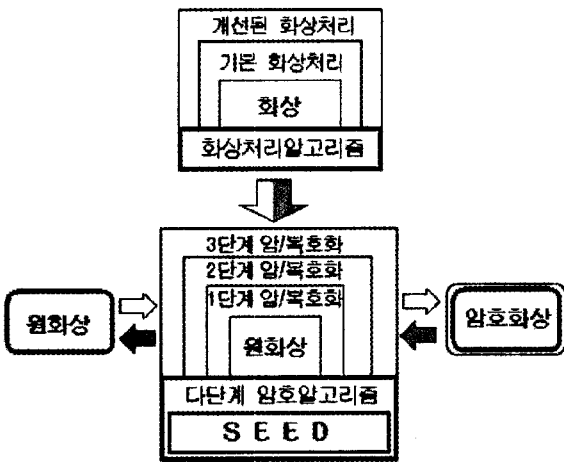 개선된 화상처리
기본 화상처리
화상
화상처리알고리즘
3단계 암/복호화
2단계 암/복호화
1단계 암/복호화
원화상
원화상
암호화상
다단계 암호알고리즘
SEED